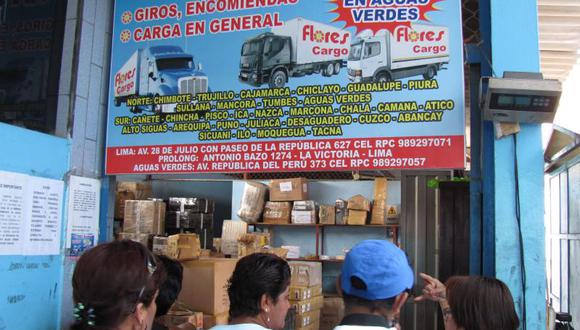 GIROS, ENCOMIENDAS
CARGA EN GENERAL
EN AGUAS
VERDES
Flores
Cargo
Flores
Cargo
Flores
Cargo
NORTE: CHIMBOTE - TRUJILLO - CAJAMARCA - CHICLAYO - GUADALUPE - PIURA
SULLANA - MANCORA - TUMBES - AGUAS VERDES
SUR: CAÑETE - CHINCHA - PISCO - ICA - NAZCA - MARCONA - CHALA - CAMANA - ATICO
ALTO SIGUAS - AREQUIPA - PUNO - JULIACA - DESAGUADERO - CUZCO - ABANCAY
SICUANI - ILO - MOQUEGUA - TACNA
LIMA: AV. 28 DE JULIO CON PASEO DE LA REPÚBLICA 627 CEL RPC 989297071
PROLONG: ANTONIO BAZO 1274 - LA VICTORIA - LIMA
AGUAS VERDES: AV. REPUBLICA DEL PERÚ 373 CEL RPC 989297057